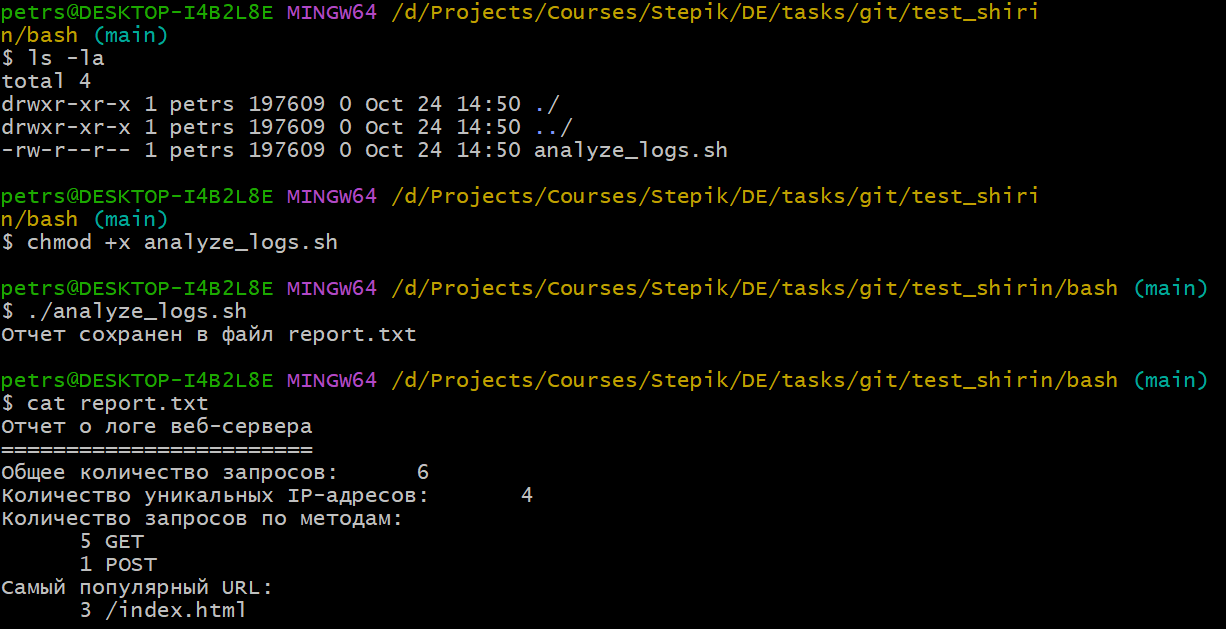 petrs@DESKTOP-I4B2L8E MINGW64 /d/Projects/Courses/Stepik/DE/tasks/git/test_shiri
n/bash (main)
$ ls -la
total 4
drwxr-xr-x 1 petrs 197609 0 Oct 24 14:50 ./
drwxr-xr-x 1 petrs 197609 0 Oct 24 14:50 ../
-rw-r--r-- 1 petrs 197609 0 Oct 24 14:50 analyze_logs.sh
petrs@DESKTOP-I4B2L8E MINGW64 /d/Projects/Courses/Stepik/DE/tasks/git/test_shiri
n/bash (main)
$ chmod +x analyze_logs.sh
petrs@DESKTOP-I4B2L8E MINGW64 /d/Projects/Courses/Stepik/DE/tasks/git/test_shirin/bash (main)
$ ./analyze_logs.sh
Отчет сохранен в файл report.txt
petrs@DESKTOP-I4B2L8E MINGW64 /d/Projects/Courses/Stepik/DE/tasks/git/test_shirin/bash (main)
$ cat report.txt
Отчет о логе веб-сервера
========================
Общее количество запросов:      6
Количество уникальных IP-адресов:       4
Количество запросов по методам:
      5 GET
      1 POST
Самый популярный URL:
      3 /index.html